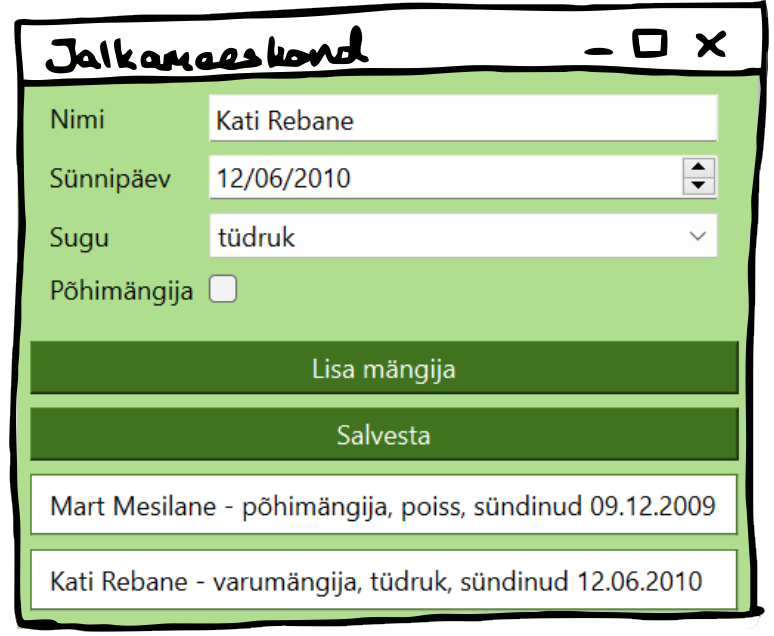 Jalkameeskond
Nimi Kati Rebane
Sünnipäev 12/06/2010
Sugu tüdruk
Põhimängija
Lisa mängija
Salvesta
Mart Mesilane - põhimängija, poiss, sündinud 09.12.2009
Kati Rebane - varumängija, tüdruk, sündinud 12.06.2010